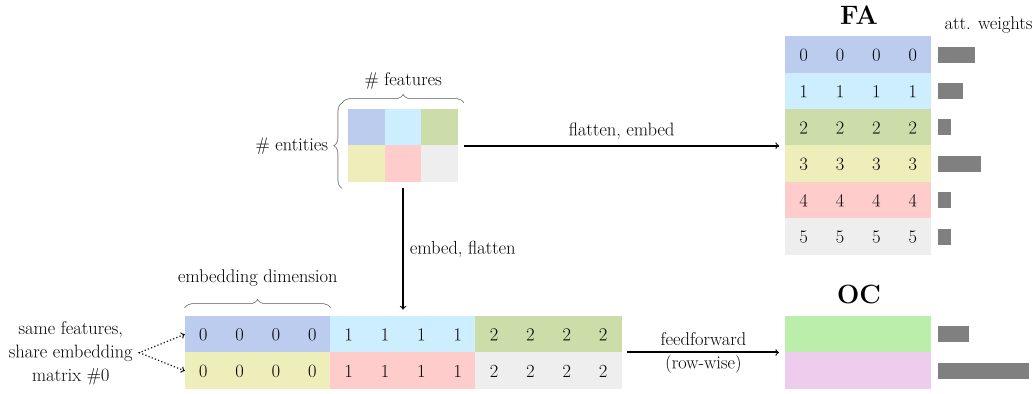 FA
att. weights
# features
# entities
flatten, embed
0 0 0 0
1 1 1 1
2 2 2 2
3 3 3 3
4 4 4 4
5 5 5 5
embed, flatten
embedding dimension
OC
same features,
share embedding
matrix #0
0 0 0 0 1 1 1 1 2 2 2 2
0 0 0 0 1 1 1 1 2 2 2 2
feedforward
(row-wise)